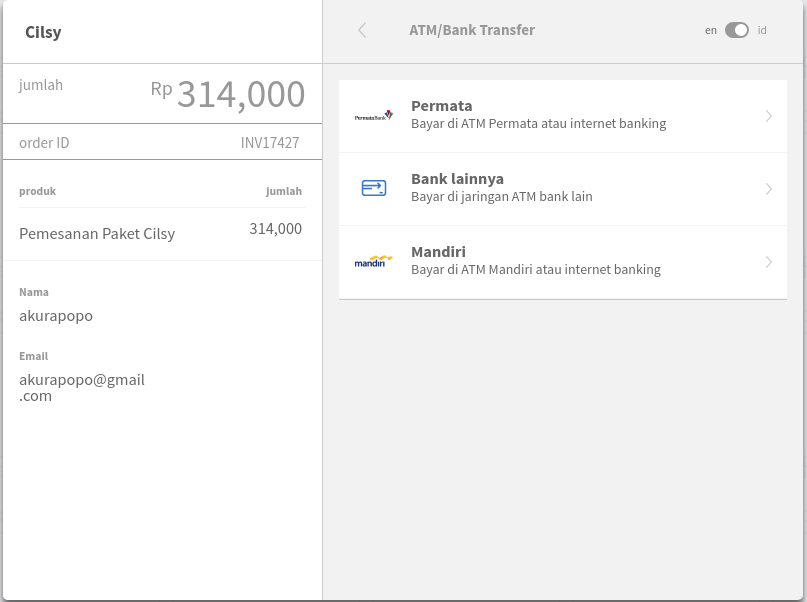 Cilsy
jumlah Rp 314,000
order ID INV17427
produk jumlah
Pemesanan Paket Cilsy 314,000
Nama
akurapopo
Email
akurapopo@gmail
.com
ATM/Bank Transfer en id
PermataBank
Permata
Bayar di ATM Permata atau internet banking
Bank lainnya
Bayar di jaringan ATM bank lain
mandiri
Mandiri
Bayar di ATM Mandiri atau internet banking